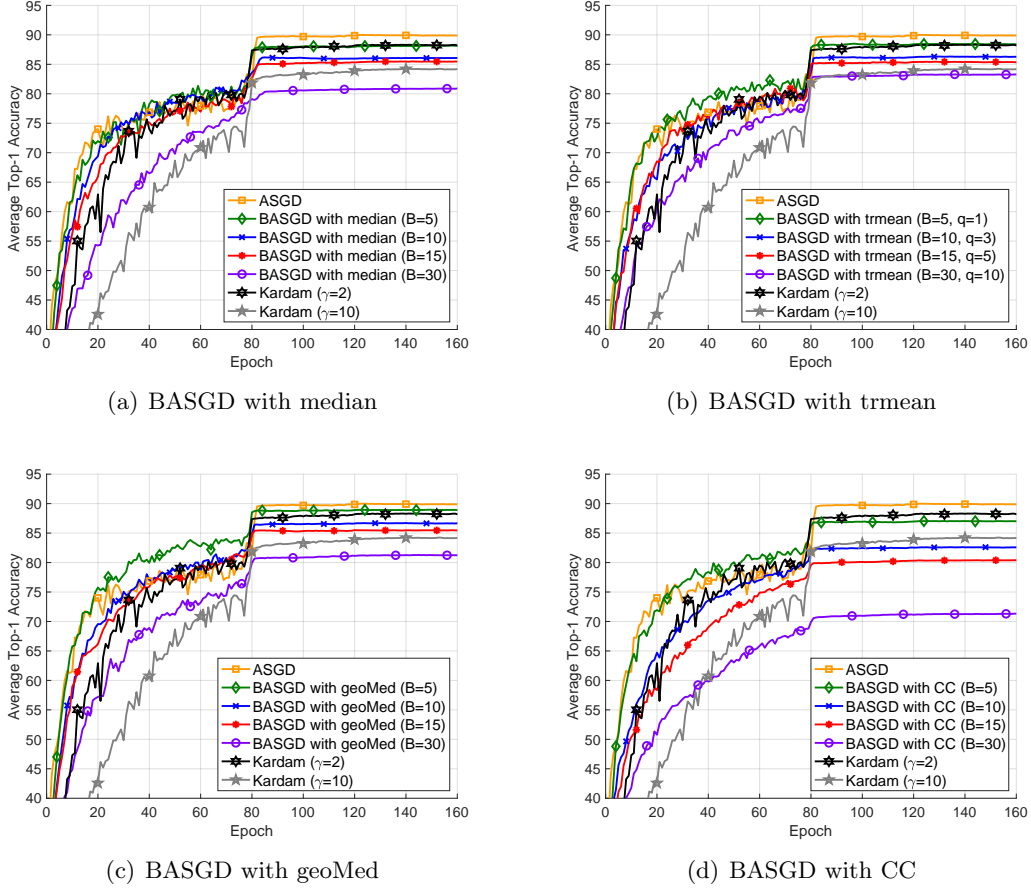 95
90
85
80
75
70
65
60
55
50
45
40
Average Top-1 Accuracy
0 20 40 60 80 100 120 140 160
Epoch
ASGD
BASGD with median (B=5)
BASGD with median (B=10)
BASGD with median (B=15)
BASGD with median (B=30)
Kardam (γ=2)
Kardam (γ=10)
(a) BASGD with median
95
90
85
80
75
70
65
60
55
50
45
40
Average Top-1 Accuracy
0 20 40 60 80 100 120 140 160
Epoch
ASGD
BASGD with trmean (B=5, q=1)
BASGD with trmean (B=10, q=3)
BASGD with trmean (B=15, q=5)
BASGD with trmean (B=30, q=10)
Kardam (γ=2)
Kardam (γ=10)
(b) BASGD with trmean
95
90
85
80
75
70
65
60
55
50
45
40
Average Top-1 Accuracy
0 20 40 60 80 100 120 140 160
Epoch
ASGD
BASGD with geoMed (B=5)
BASGD with geoMed (B=10)
BASGD with geoMed (B=15)
BASGD with geoMed (B=30)
Kardam (γ=2)
Kardam (γ=10)
(c) BASGD with geoMed
95
90
85
80
75
70
65
60
55
50
45
40
Average Top-1 Accuracy
0 20 40 60 80 100 120 140 160
Epoch
ASGD
BASGD with CC (B=5)
BASGD with CC (B=10)
BASGD with CC (B=15)
BASGD with CC (B=30)
Kardam (γ=2)
Kardam (γ=10)
(d) BASGD with CC